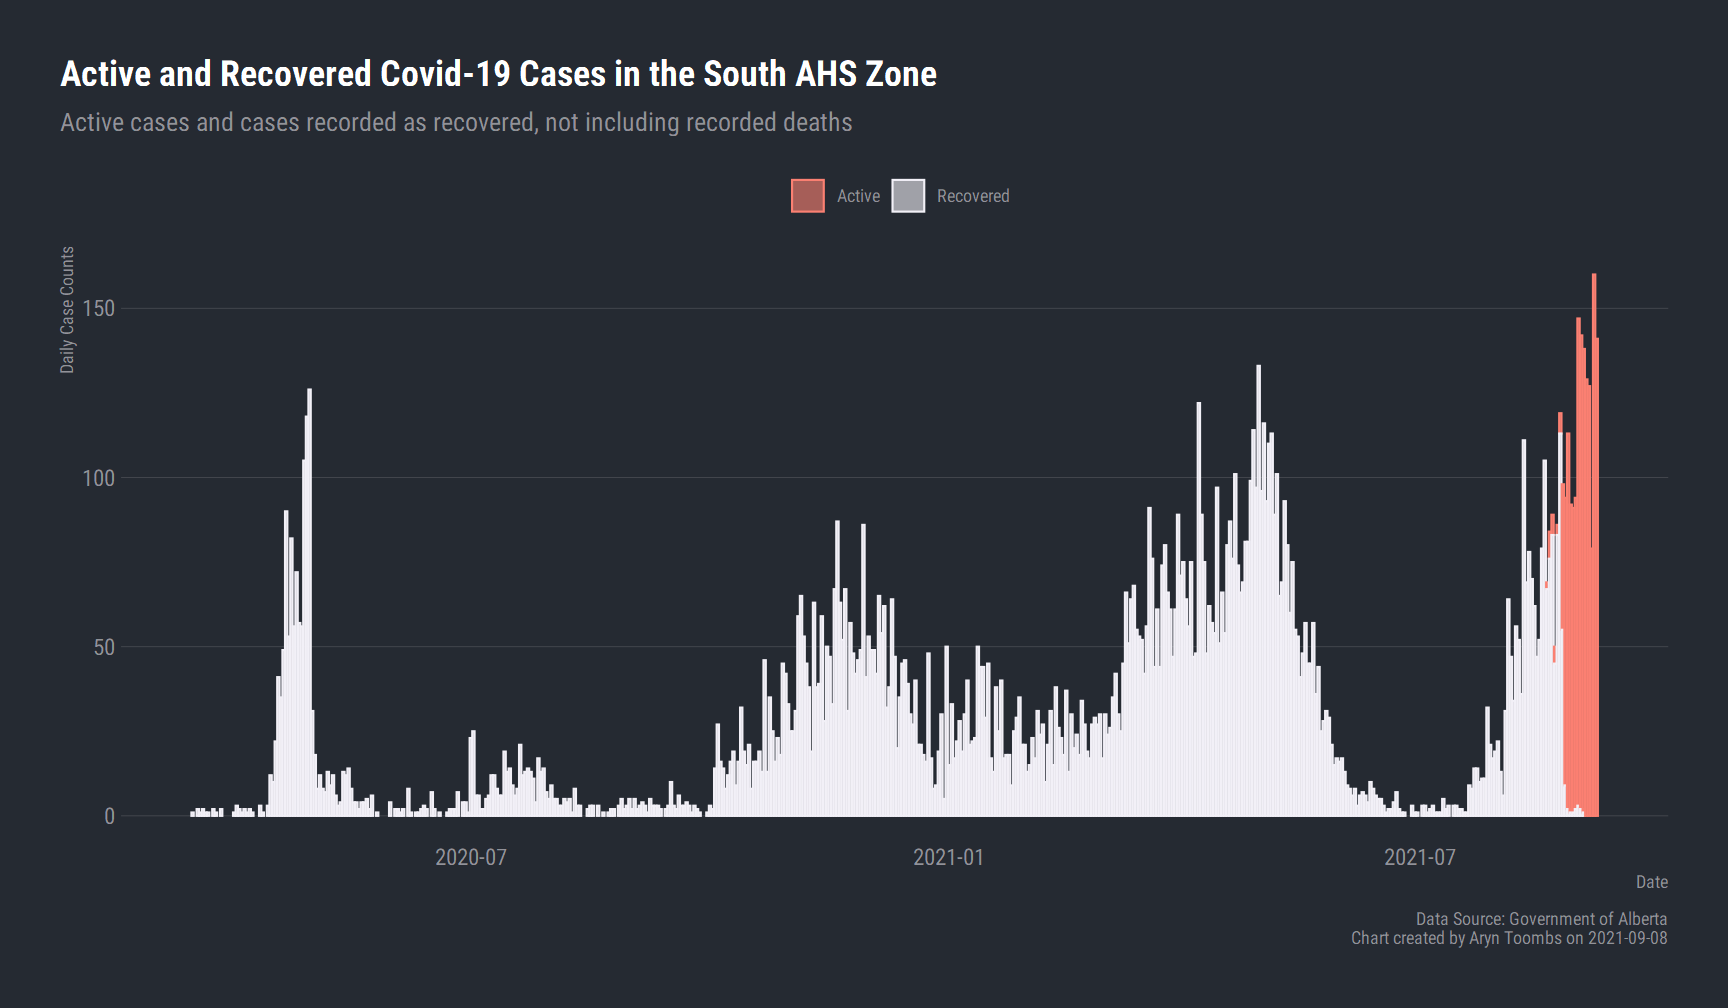 Active and Recovered Covid-19 Cases in the South AHS Zone
Active cases and cases recorded as recovered, not including recorded deaths
Active
Recovered
Daily Case Counts
150
100
50
0
2020-07
2021-01
2021-07
Date
Data Source: Government of Alberta
Chart created by Aryn Toombs on 2021-09-08